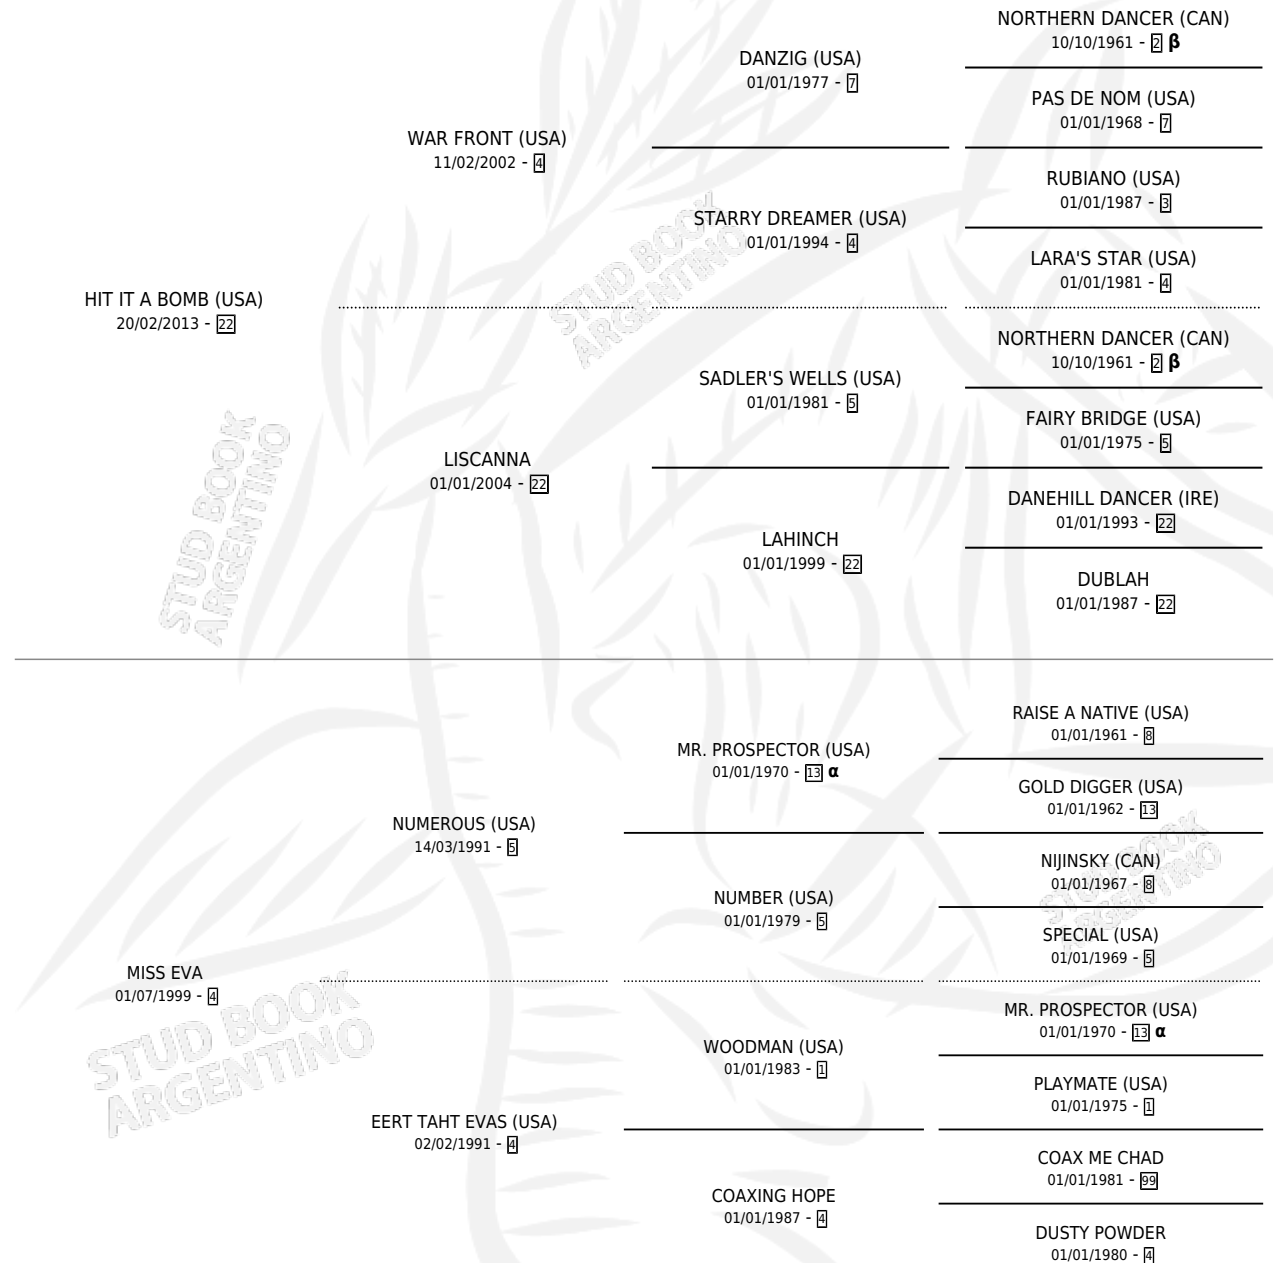 NORTHERN DANCER (CAN)
10/10/1961 - 2 β
DANZIG (USA)
01/01/1977 - 7
PAS DE NOM (USA)
01/01/1968 - 7
WAR FRONT (USA)
11/02/2002 - 4
RUBIANO (USA)
01/01/1987 - 3
STARRY DREAMER (USA)
01/01/1994 - 4
LARA'S STAR (USA)
01/01/1981 - 4
HIT IT A BOMB (USA)
20/02/2013 - 22
NORTHERN DANCER (CAN)
10/10/1961 - 2 β
SADLER'S WELLS (USA)
01/01/1981 - 5
FAIRY BRIDGE (USA)
01/01/1975 - 5
LISCANNA
01/01/2004 - 22
DANEHILL DANCER (IRE)
01/01/1993 - 22
LAHINCH
01/01/1999 - 22
DUBLAH
01/01/1987 - 22
RAISE A NATIVE (USA)
01/01/1961 - 8
MR. PROSPECTOR (USA)
01/01/1970 - 13 α
GOLD DIGGER (USA)
01/01/1962 - 13
NUMEROUS (USA)
14/03/1991 - 5
NIJINSKY (CAN)
01/01/1967 - 8
NUMBER (USA)
01/01/1979 - 5
SPECIAL (USA)
01/01/1969 - 5
MISS EVA
01/07/1999 - 4
MR. PROSPECTOR (USA)
01/01/1970 - 13 α
WOODMAN (USA)
01/01/1983 - 1
PLAYMATE (USA)
01/01/1975 - 1
EERT TAHT EVAS (USA)
02/02/1991 - 4
COAX ME CHAD
01/01/1981 - 99
COAXING HOPE
01/01/1987 - 4
DUSTY POWDER
01/01/1980 - 4
STUD BOOK
ARGENTINO
STUD BOOK
ARGENTINO
STUD BOOK
ARGENTINO
STUD BOOK
ARGENTINO